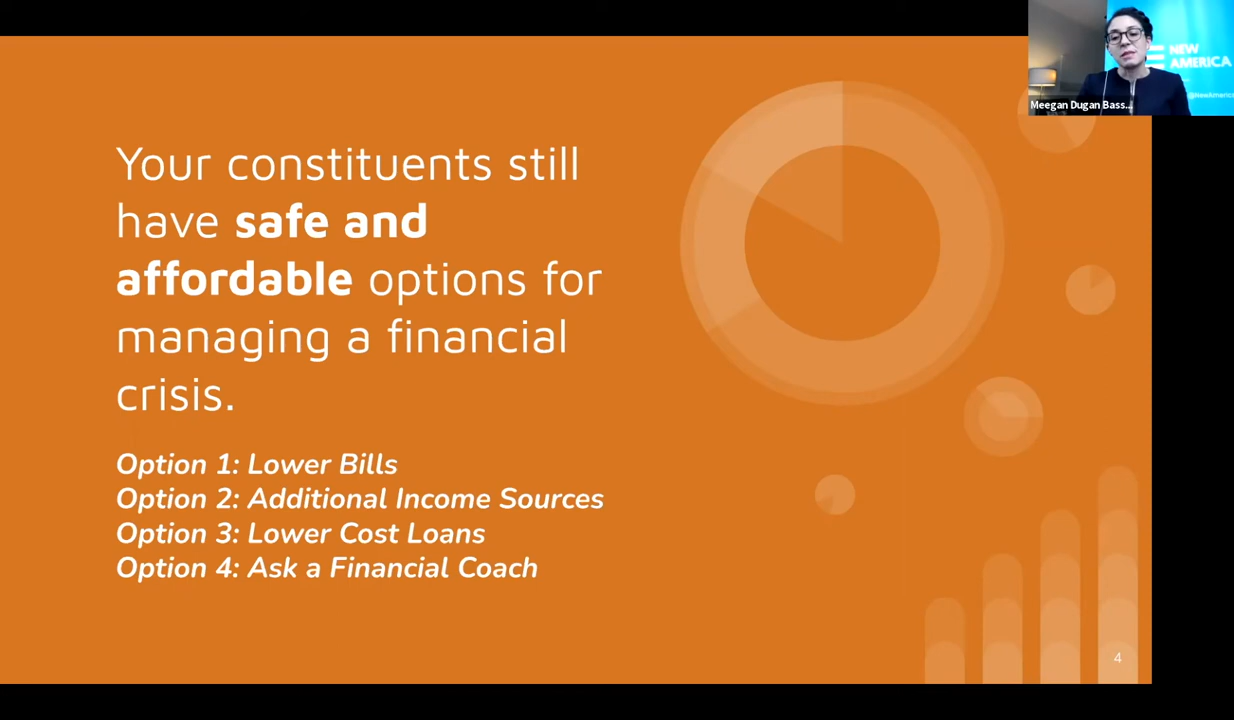 NEW
AMERICA
@NewAmerica
Meegan Dugan Bass...
Your constituents still
have safe and
affordable options for
managing a financial
crisis.
Option 1: Lower Bills
Option 2: Additional Income Sources
Option 3: Lower Cost Loans
Option 4: Ask a Financial Coach
4